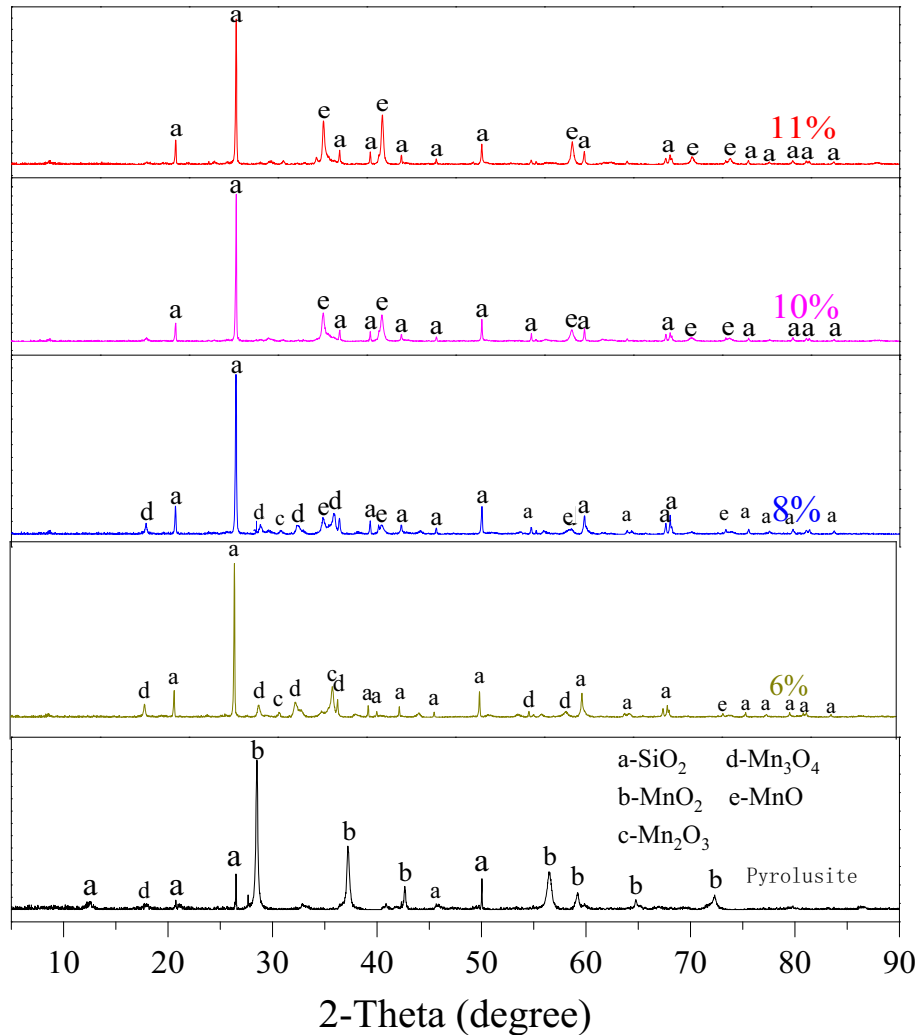 a
a e a a e a a a e a a e e a a a a a
11%
a
a e a a e a a a a e a a e e a a a a
10%
a
d a d c d e d a e a a a a e a a a a e a a a a
8%
a
d a d c d c d a a a a a d d a a a e a a a a a
6%
a-SiO₂ d-Mn₃O₄
b-MnO₂ e-MnO
c-Mn₂O₃
a d a a b b b a a b b b b
Pyrolusite
10 20 30 40 50 60 70 80 90
2-Theta (degree)